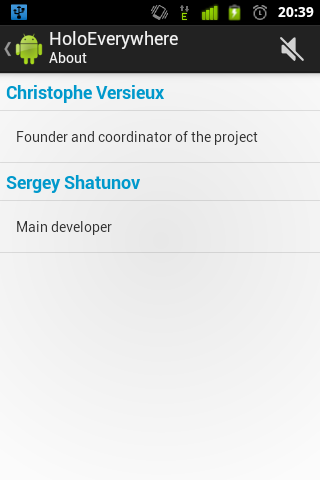 E
20:39
HoloEverywhere
About
Christophe Versieux
Founder and coordinator of the project
Sergey Shatunov
Main developer